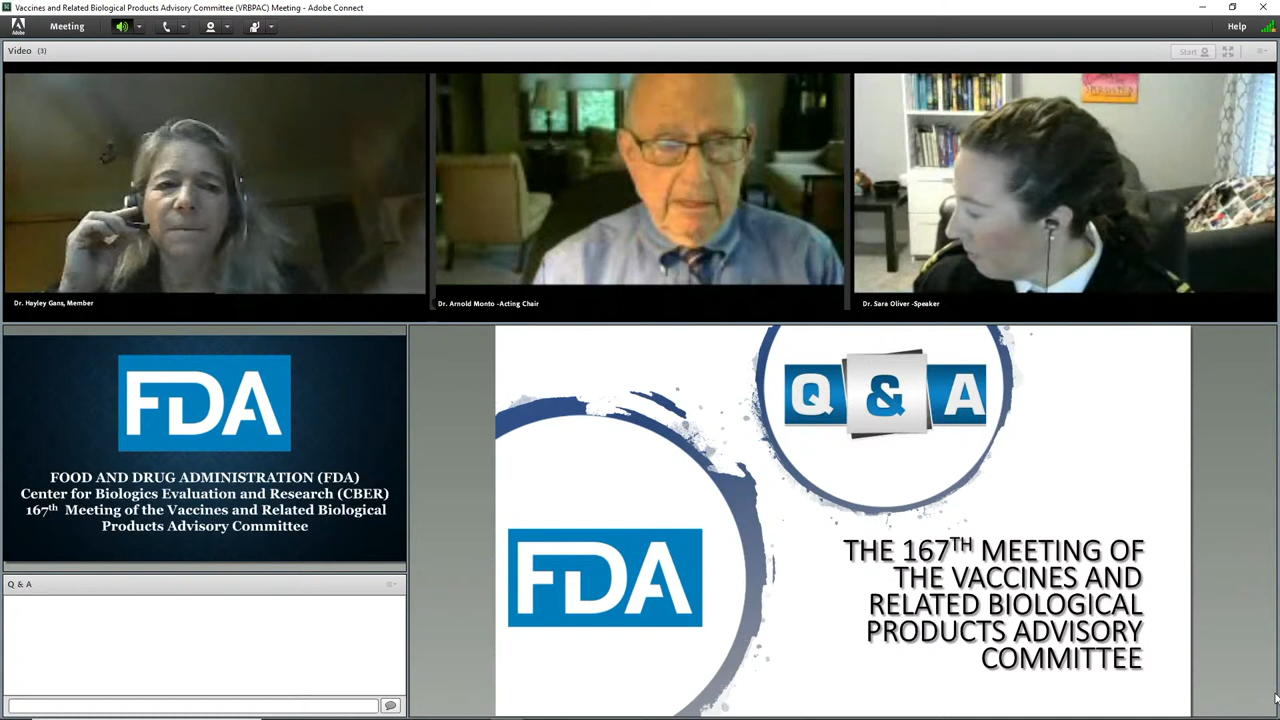 Vaccines and Related Biological Products Advisory Committee (VRBPAC) Meeting - Adobe Connect
Meeting
Help
Video (3)
Start
Dr. Hayley Gans, Member
Dr. Arnold Monto -Acting Chair
Dr. Sara Oliver -Speaker
FDA
FOOD AND DRUG ADMINISTRATION (FDA)
Center for Biologics Evaluation and Research (CBER)
167th Meeting of the Vaccines and Related Biological
Products Advisory Committee
Q & A
Q & A
FDA
THE 167TH MEETING OF
THE VACCINES AND
RELATED BIOLOGICAL
PRODUCTS ADVISORY
COMMITTEE